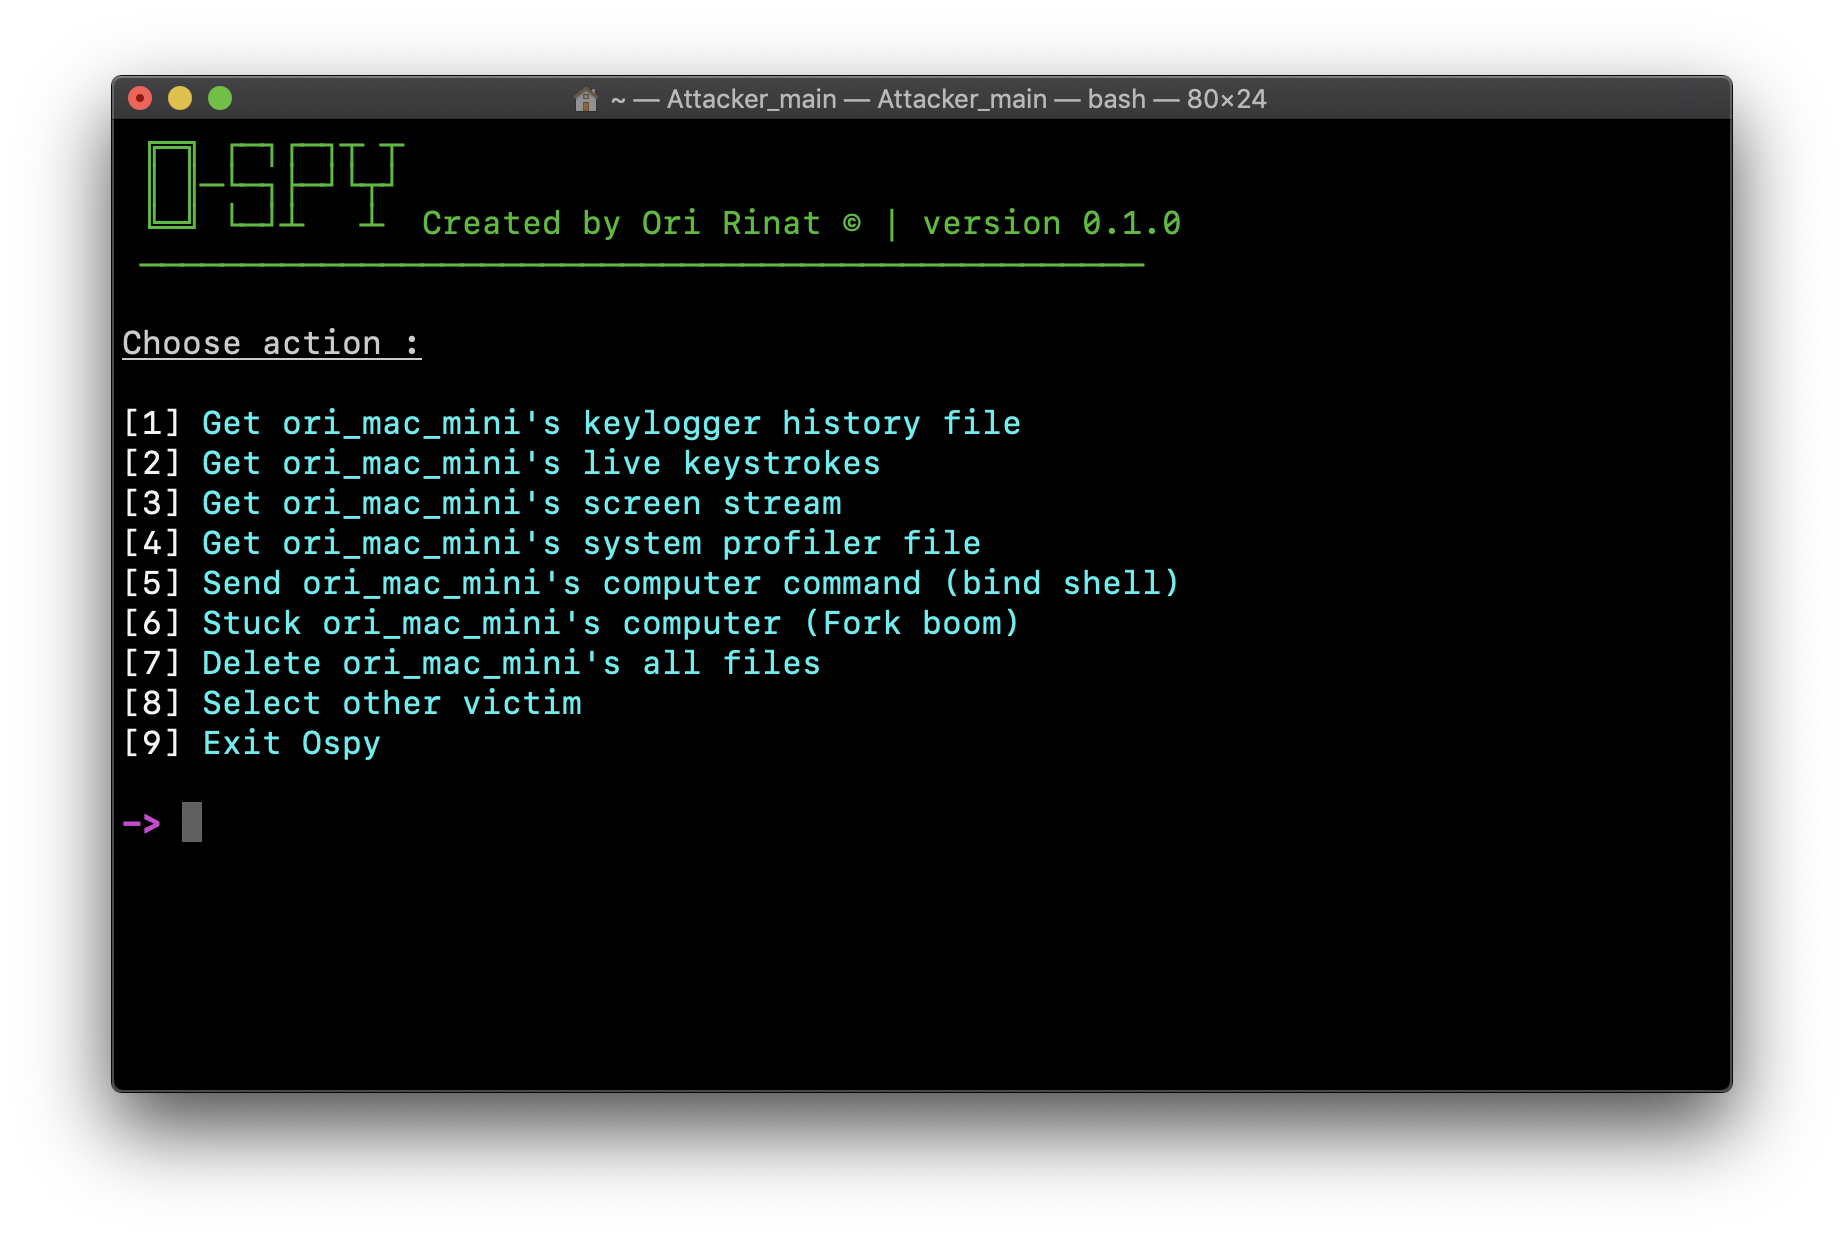 ~ — Attacker_main — Attacker_main — bash — 80×24
O-SPY
Created by Ori Rinat © | version 0.1.0
Choose action :
[1] Get ori_mac_mini's keylogger history file
[2] Get ori_mac_mini's live keystrokes
[3] Get ori_mac_mini's screen stream
[4] Get ori_mac_mini's system profiler file
[5] Send ori_mac_mini's computer command (bind shell)
[6] Stuck ori_mac_mini's computer (Fork boom)
[7] Delete ori_mac_mini's all files
[8] Select other victim
[9] Exit Ospy
->